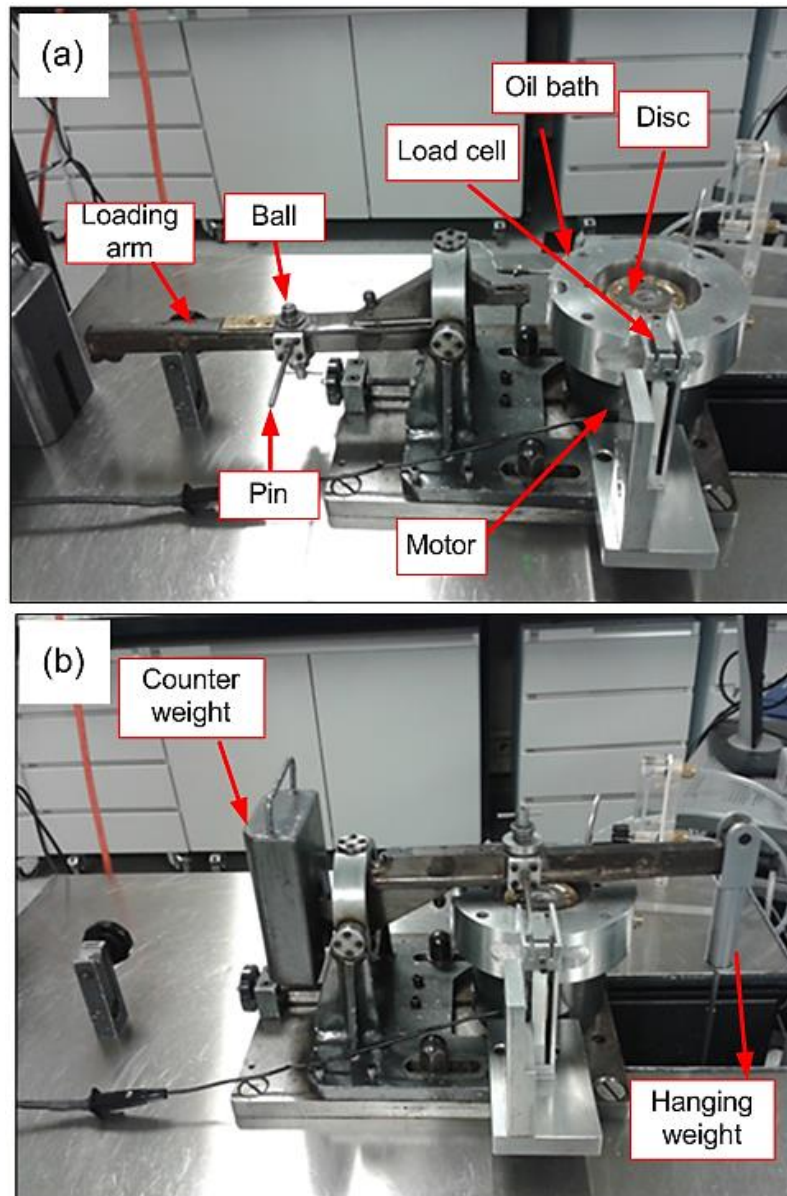 (a)
Oil bath
Disc
Load cell
Loading
arm
Ball
Pin
Motor
(b)
Counter
weight
Hanging
weight